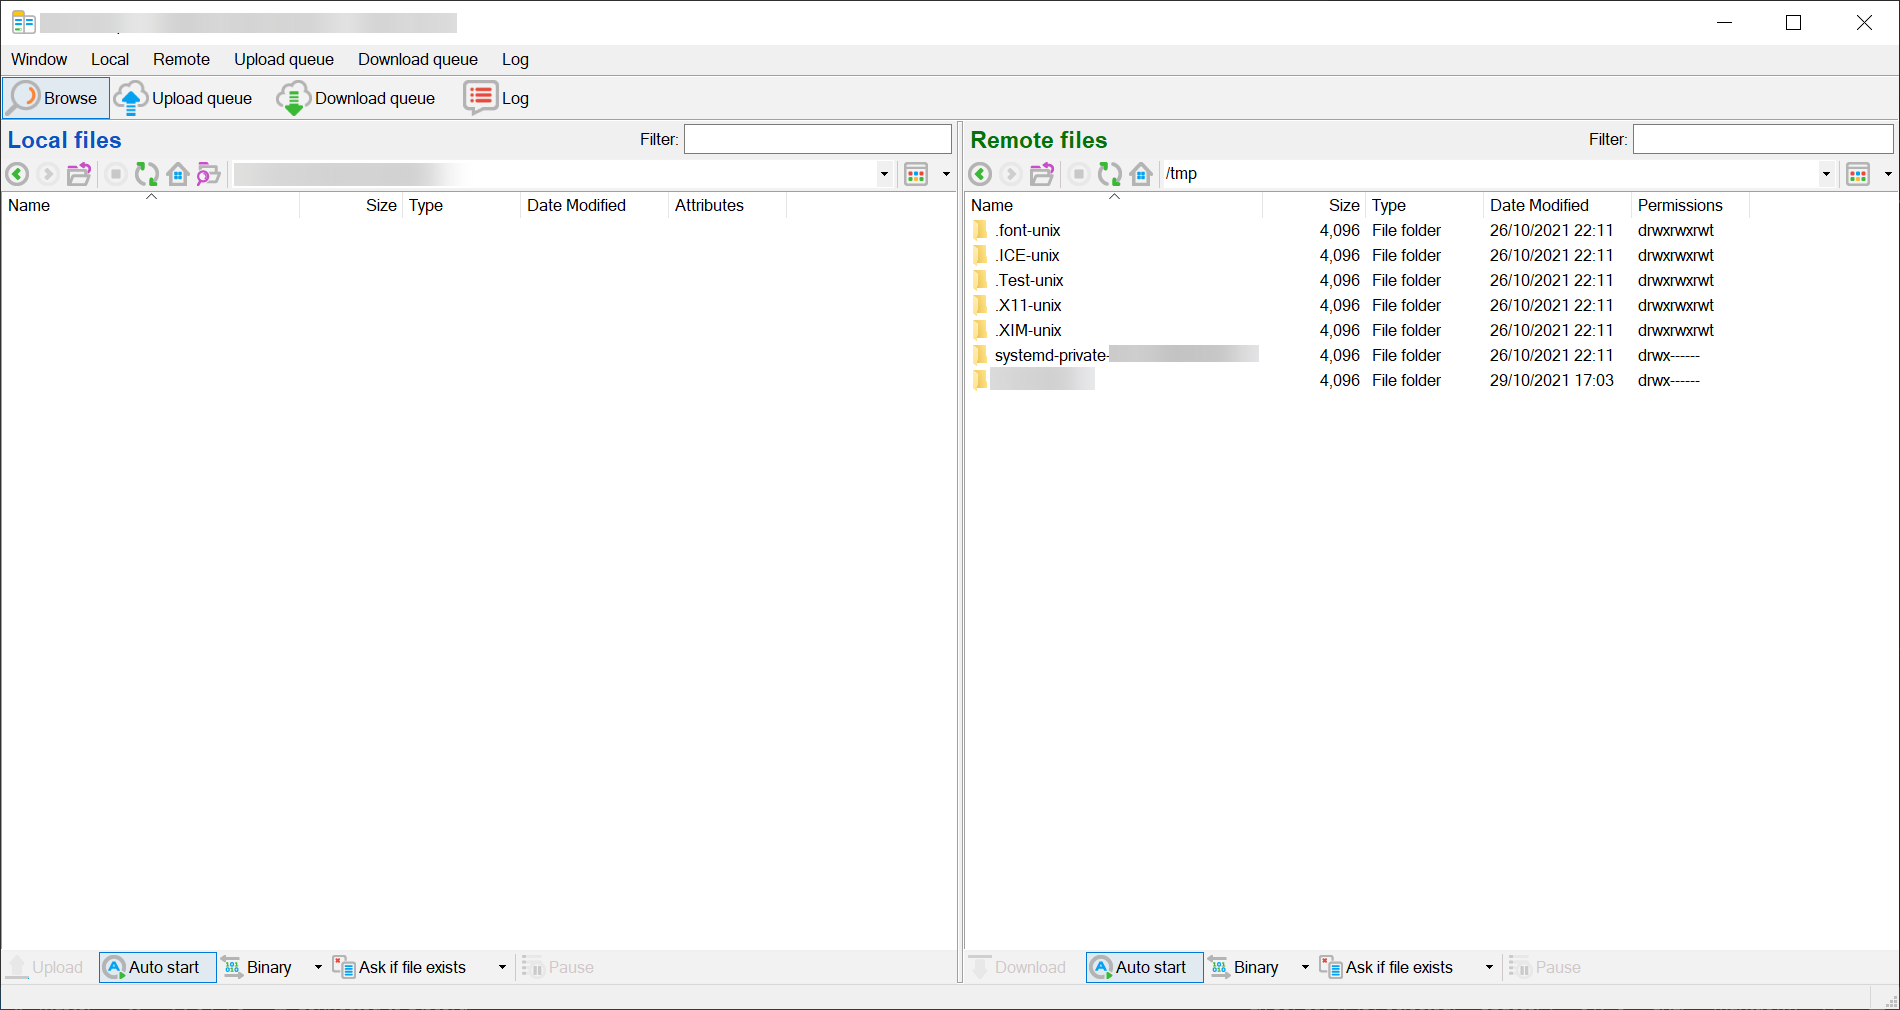 Window Local Remote Upload queue Download queue Log
Browse Upload queue Download queue Log
Local files Filter:
Name Size Type Date Modified Attributes
Upload Auto start Binary Ask if file exists Pause
Remote files Filter:
/tmp
Name Size Type Date Modified Permissions
.font-unix 4,096 File folder 26/10/2021 22:11 drwxrwxrwt
.ICE-unix 4,096 File folder 26/10/2021 22:11 drwxrwxrwt
.Test-unix 4,096 File folder 26/10/2021 22:11 drwxrwxrwt
.X11-unix 4,096 File folder 26/10/2021 22:11 drwxrwxrwt
.XIM-unix 4,096 File folder 26/10/2021 22:11 drwxrwxrwt
systemd-private- 4,096 File folder 26/10/2021 22:11 drwx------
4,096 File folder 29/10/2021 17:03 drwx------
Download Auto start Binary Ask if file exists Pause